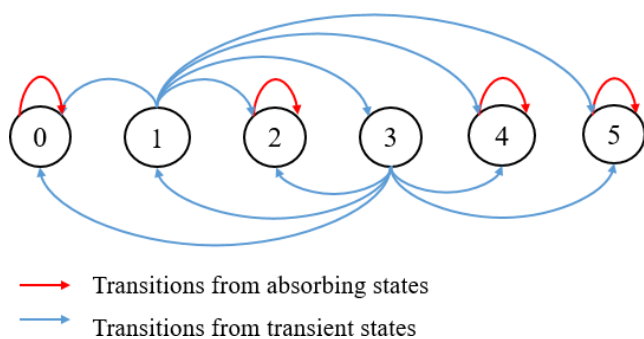 0 1 2 3 4 5
Transitions from absorbing states
Transitions from transient states